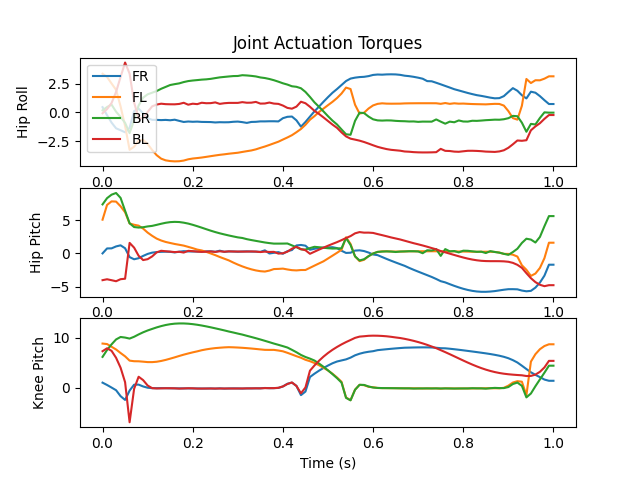 Joint Actuation Torques
Hip Roll
2.5
0.0
−2.5
FR
FL
BR
BL
0.0 0.2 0.4 0.6 0.8 1.0
Hip Pitch
5
0
−5
0.0 0.2 0.4 0.6 0.8 1.0
Knee Pitch
10
0
0.0 0.2 0.4 0.6 0.8 1.0
Time (s)